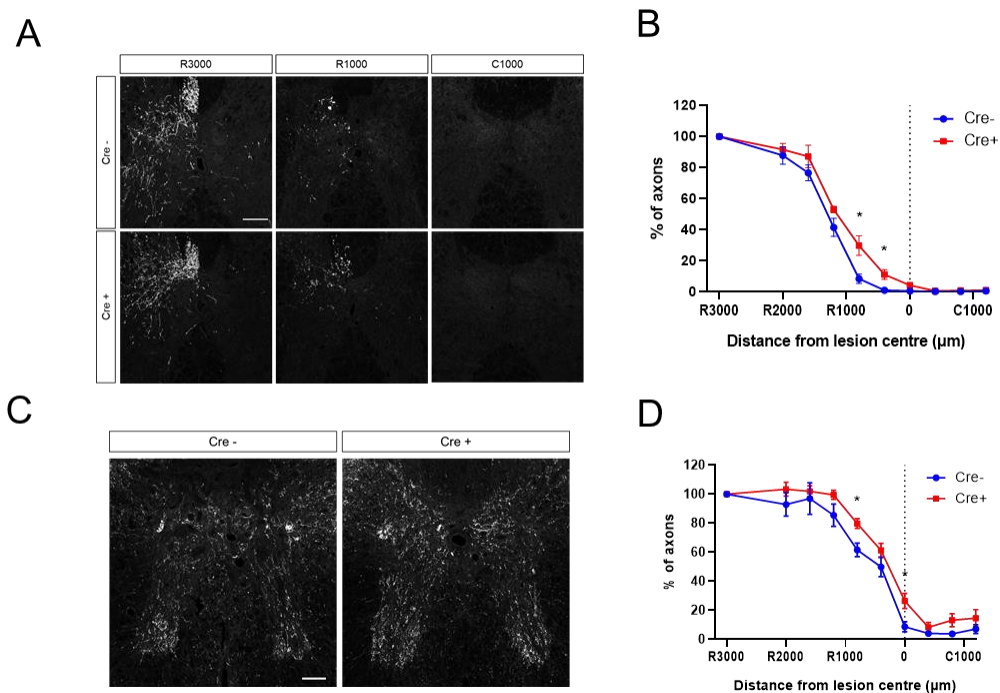 A
R3000 R1000 C1000
Cre -
Cre +
B
120
100
80
60
40
20
0
% of axons
*
*
Cre-
Cre+
R3000 R2000 R1000 0 C1000
Distance from lesion centre (µm)
C
Cre - Cre +
D
120
100
80
60
40
20
0
% of axons
*
*
Cre-
Cre+
R3000 R2000 R1000 0 C1000
Distance from lesion centre (µm)